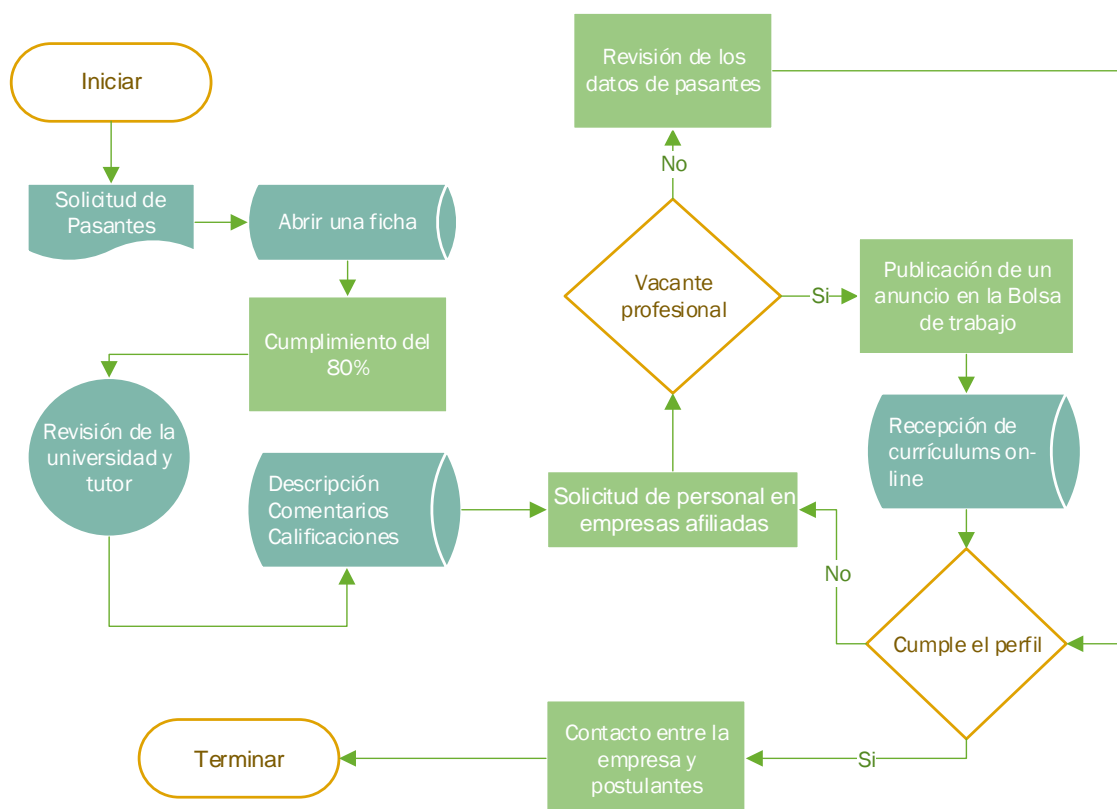 Iniciar
Solicitud de
Pasantes
Abrir una ficha
Cumplimiento del
80%
Revisión de la
universidad y
tutor
Descripción
Comentarios
Calificaciones
Solicitud de personal en
empresas afiliadas
Vacante
profesional
No
Revisión de los
datos de pasantes
Si
Publicación de un
anuncio en la Bolsa
de trabajo
Recepción de
currículums on-
line
Cumple el perfil
No
Si
Contacto entre la
empresa y
postulantes
Terminar